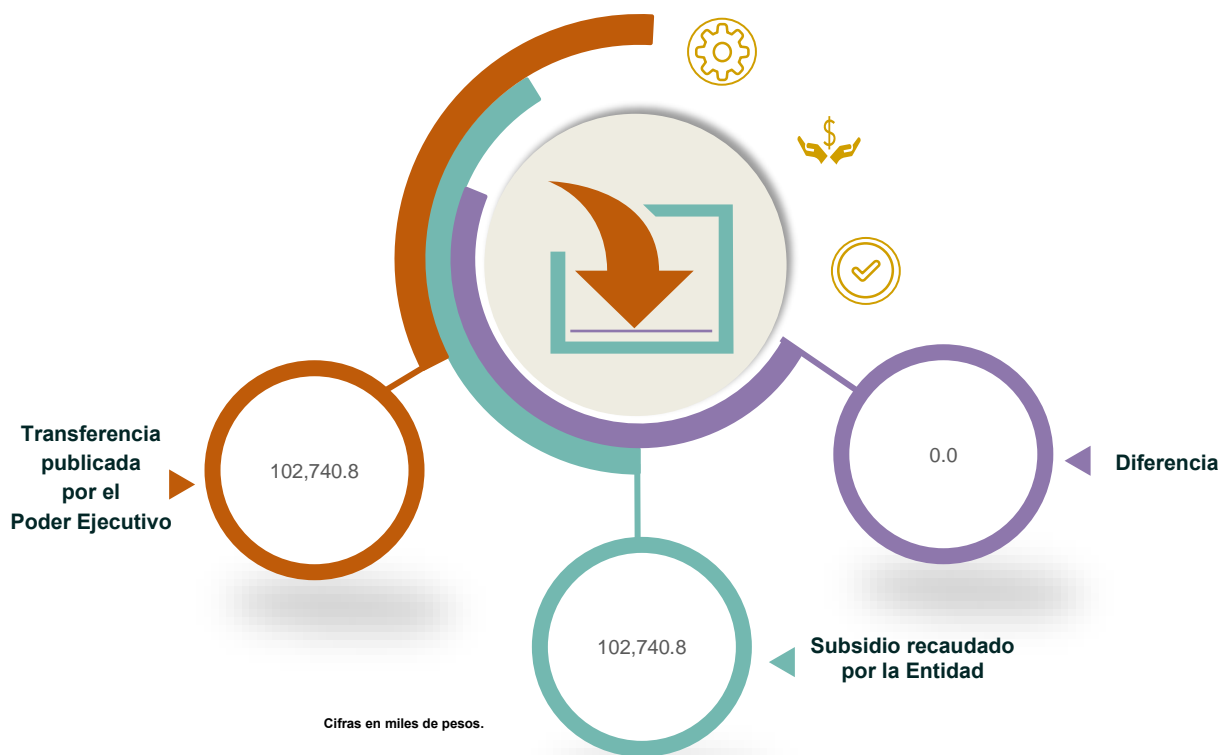 Transferencia
publicada
por el
Poder Ejecutivo
102,740.8
0.0
Diferencia
102,740.8
Subsidio recaudado
por la Entidad
Cifras en miles de pesos.
$